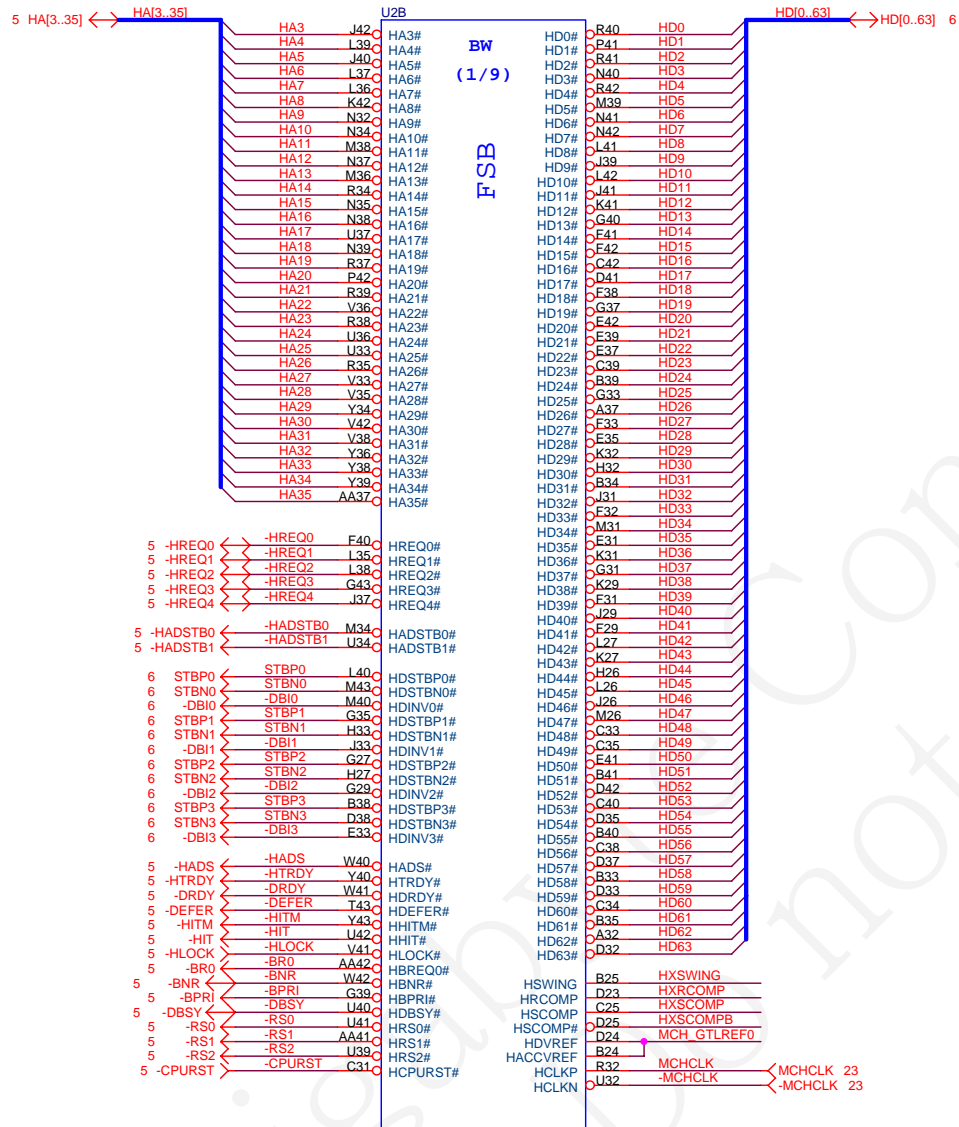 5 HA[3..35] HA[3..35] U2B HD[0..63] HD[0..63] 6
BW
(1/9)
FSB
HA3 J42 HA3# HD0# R40 HD0
HA4 L39 HA4# HD1# P41 HD1
HA5 J40 HA5# HD2# R41 HD2
HA6 L37 HA6# HD3# N40 HD3
HA7 L36 HA7# HD4# R42 HD4
HA8 K42 HA8# HD5# M39 HD5
HA9 N32 HA9# HD6# N41 HD6
HA10 N34 HA10# HD7# N42 HD7
HA11 M38 HA11# HD8# L41 HD8
HA12 N37 HA12# HD9# J39 HD9
HA13 M36 HA13# HD10# L42 HD10
HA14 R34 HA14# HD11# J41 HD11
HA15 N35 HA15# HD12# K41 HD12
HA16 N38 HA16# HD13# G40 HD13
HA17 U37 HA17# HD14# F41 HD14
HA18 N39 HA18# HD15# F42 HD15
HA19 R37 HA19# HD16# C42 HD16
HA20 P42 HA20# HD17# D41 HD17
HA21 R39 HA21# HD18# F38 HD18
HA22 V36 HA22# HD19# G37 HD19
HA23 R38 HA23# HD20# E42 HD20
HA24 U36 HA24# HD21# E39 HD21
HA25 U33 HA25# HD22# E37 HD22
HA26 R35 HA26# HD23# C39 HD23
HA27 V33 HA27# HD24# B39 HD24
HA28 V35 HA28# HD25# G33 HD25
HA29 Y34 HA29# HD26# A37 HD26
HA30 V42 HA30# HD27# F33 HD27
HA31 V38 HA31# HD28# E35 HD28
HA32 Y36 HA32# HD29# K32 HD29
HA33 Y38 HA33# HD30# H32 HD30
HA34 Y39 HA34# HD31# B34 HD31
HA35 AA37 HA35# HD32# J31 HD32
HD33# F32 HD33
HD34# M31 HD34
5 -HREQ0 -HREQ0 F40 HREQ0# HD35# E31 HD35
5 -HREQ1 -HREQ1 L35 HREQ1# HD36# K31 HD36
5 -HREQ2 -HREQ2 L38 HREQ2# HD37# G31 HD37
5 -HREQ3 -HREQ3 G43 HREQ3# HD38# K29 HD38
5 -HREQ4 -HREQ4 J37 HREQ4# HD39# F31 HD39
HD40# J29 HD40
5 -HADSTB0 -HADSTB0 M34 HADSTB0# HD41# F29 HD41
5 -HADSTB1 -HADSTB1 U34 HADSTB1# HD42# L27 HD42
HD43# K27 HD43
6 STBP0 STBP0 L40 HDSTBP0# HD44# H26 HD44
6 STBN0 STBN0 M43 HDSTBN0# HD45# L26 HD45
6 -DBI0 -DBI0 M40 HDINV0# HD46# J26 HD46
6 STBP1 STBP1 G35 HDSTBP1# HD47# M26 HD47
6 STBN1 STBN1 H33 HDSTBN1# HD48# C33 HD48
6 -DBI1 -DBI1 J33 HDINV1# HD49# C35 HD49
6 STBP2 STBP2 G27 HDSTBP2# HD50# E41 HD50
6 STBN2 STBN2 H27 HDSTBN2# HD51# B41 HD51
6 -DBI2 -DBI2 G29 HDINV2# HD52# D42 HD52
6 STBP3 STBP3 B38 HDSTBP3# HD53# C40 HD53
6 STBN3 STBN3 D38 HDSTBN3# HD54# D35 HD54
6 -DBI3 -DBI3 E33 HDINV3# HD55# B40 HD55
HD56# C38 HD56
5 -HADS -HADS W40 HADS# HD57# D37 HD57
5 -HTRDY -HTRDY Y40 HTRDY# HD58# B33 HD58
5 -DRDY -DRDY W41 HDRDY# HD59# D33 HD59
5 -DEFER -DEFER T43 HDEFER# HD60# C34 HD60
5 -HITM -HITM Y43 HHITM# HD61# B35 HD61
5 -HIT -HIT U42 HHIT# HD62# A32 HD62
5 -HLOCK -HLOCK V41 HLOCK# HD63# D32 HD63
5 -BR0 -BR0 AA42 HBREQ0#
5 -BNR -BNR W42 HBNR# HSWING B25 HXSWING
5 -BPRI -BPRI G39 HBPRI# HRCOMP D23 HXRCOMP
5 -DBSY -DBSY U40 HDBSY# HSCOMP C25 HXSCOMP
5 -RS0 -RS0 U41 HRS0# HSCOMP# D25 HXSCOMPB
5 -RS1 -RS1 AA41 HRS1# HDVREF D24 MCH_GTLREF0
5 -RS2 -RS2 U39 HRS2# HACCVREF B24
5 -CPURST -CPURST C31 HCPURST# HCLKP R32 MCHCLK MCHCLK 23
HCLKN U32 -MCHCLK -MCHCLK 23